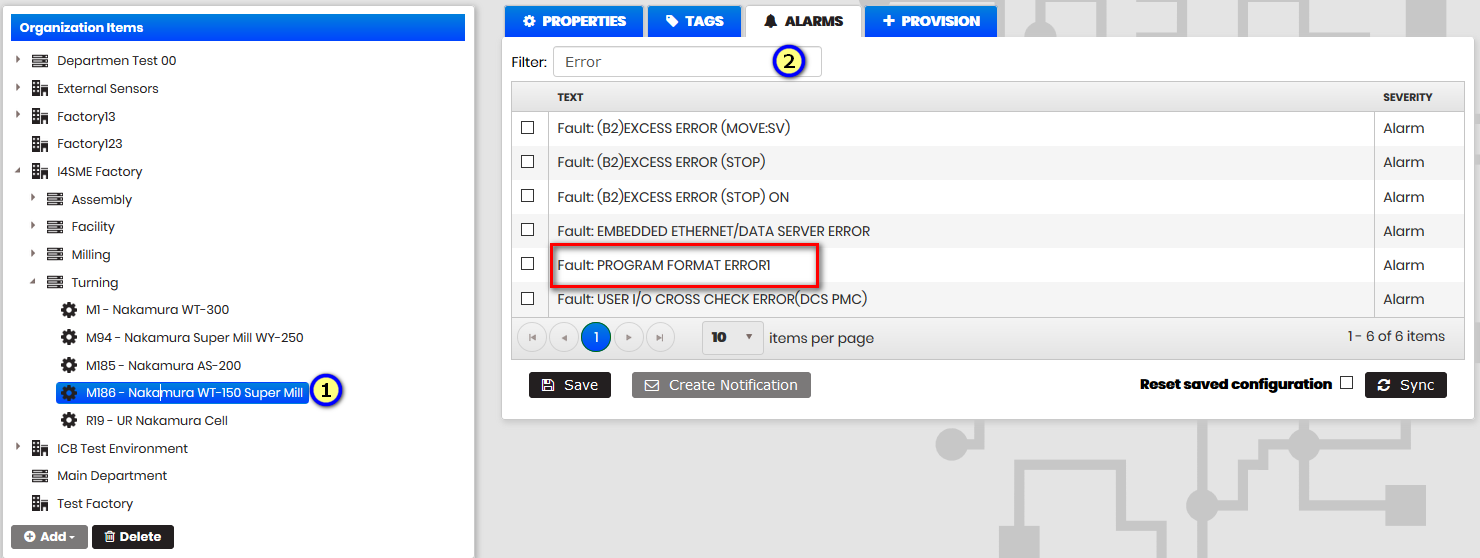 Organization Items
Departmen Test 00
External Sensors
Factory13
Factory123
I4SME Factory
Assembly
Facility
Milling
Turning
M1 - Nakamura WT-300
M94 - Nakamura Super Mill WY-250
M185 - Nakamura AS-200
M186 - Nakamura WT-150 Super Mill
1
R19 - UR Nakamura Cell
ICB Test Environment
Main Department
Test Factory
Add
Delete
PROPERTIES TAGS ALARMS PROVISION
Filter: Error 2
TEXT SEVERITY
Fault: (B2)EXCESS ERROR (MOVE:SV) Alarm
Fault: (B2)EXCESS ERROR (STOP) Alarm
Fault: (B2)EXCESS ERROR (STOP) ON Alarm
Fault: EMBEDDED ETHERNET/DATA SERVER ERROR Alarm
Fault: PROGRAM FORMAT ERROR1 Alarm
Fault: USER I/O CROSS CHECK ERROR(DCS PMC) Alarm
1 10 items per page 1 - 6 of 6 items
Save Create Notification Reset saved configuration Sync